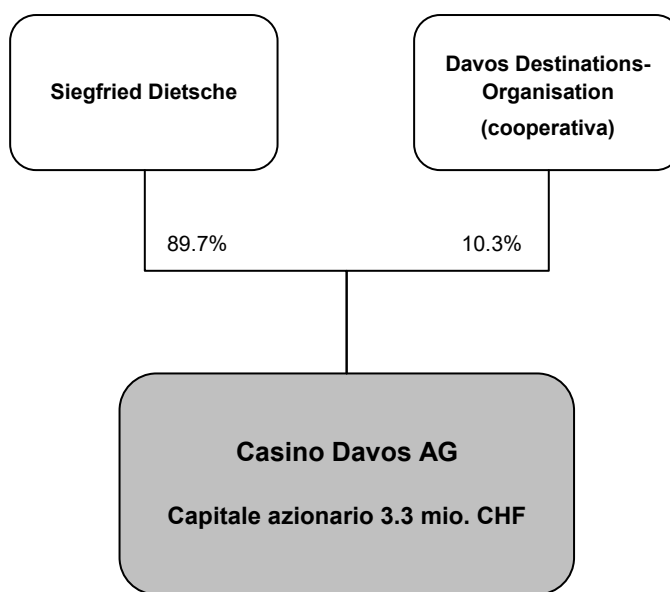 Siegfried Dietsche
Davos Destinations-
Organisation
(cooperativa)
89.7%
10.3%
Casino Davos AG
Capitale azionario 3.3 mio. CHF